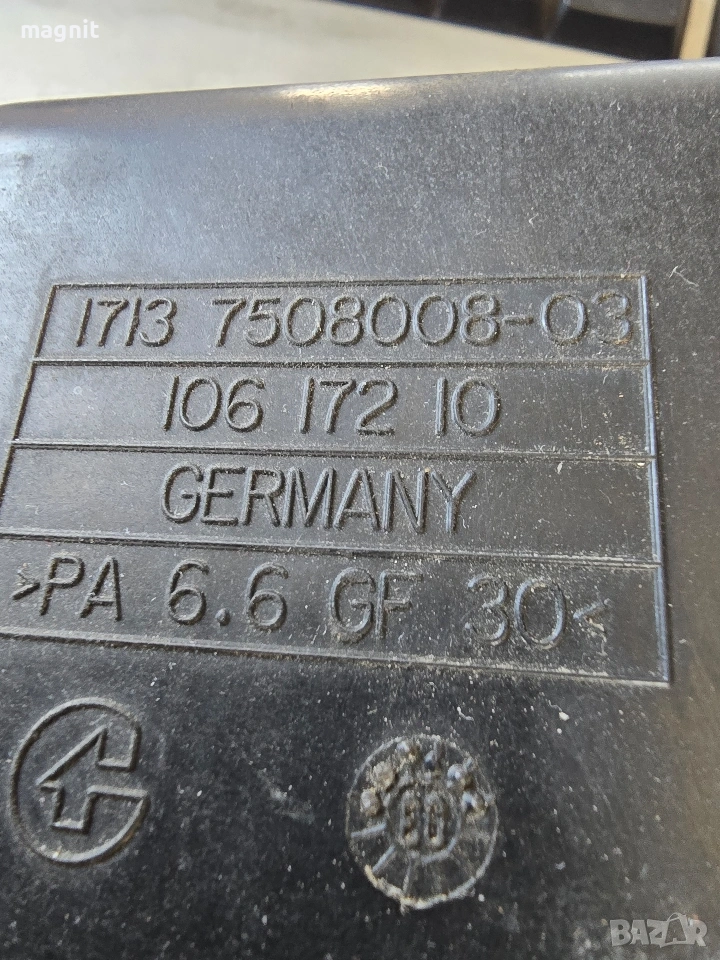 magnit
1713 7508008-03
106 172 10
GERMANY
>PA 6.6 GF 30<
BAZAR